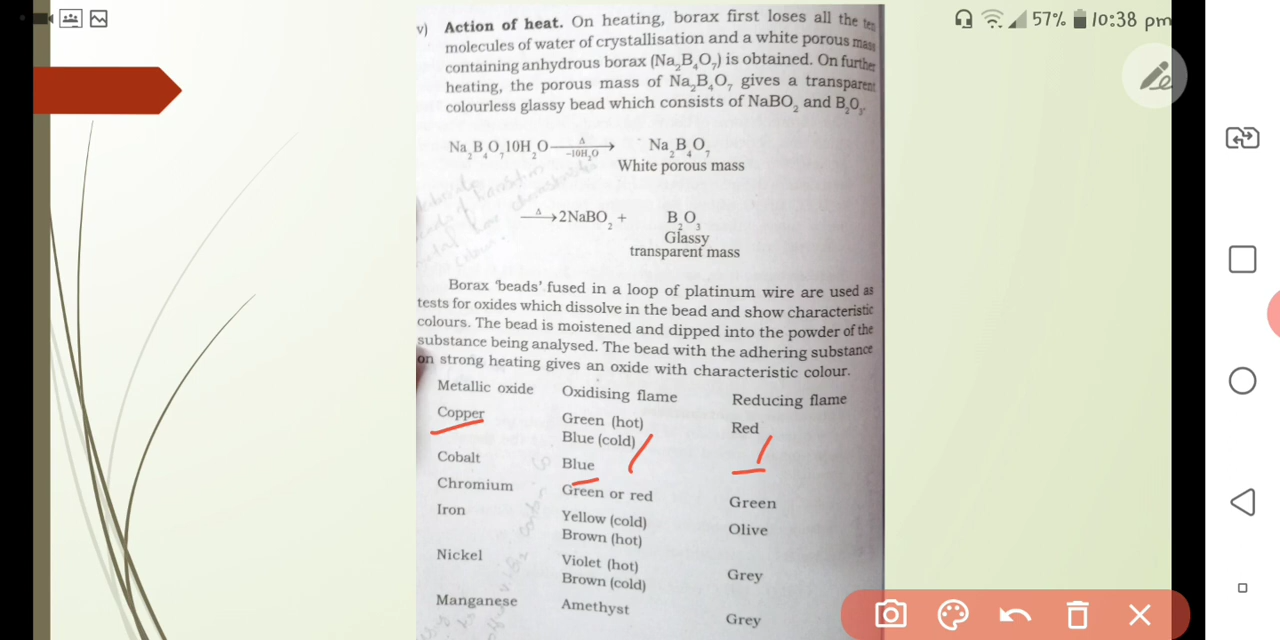 57% 10:38 pm
v) Action of heat. On heating, borax first loses all the ten
molecules of water of crystallisation and a white porous mass
containing anhydrous borax (Na₂B₄O₇) is obtained. On further
heating, the porous mass of Na₂B₄O₇ gives a transparent
colourless glassy bead which consists of NaBO₂ and B₂O₃.
Na₂B₄O₇10H₂O —Δ / −10H₂O→ Na₂B₄O₇
White porous mass
—Δ→ 2NaBO₂ + B₂O₃
Glassy
transparent mass
Borax 'beads' fused in a loop of platinum wire are used as
tests for oxides which dissolve in the bead and show characteristic
colours. The bead is moistened and dipped into the powder of the
substance being analysed. The bead with the adhering substance
on strong heating gives an oxide with characteristic colour.
Metallic oxide Oxidising flame Reducing flame
Copper Green (hot) Red
Blue (cold)
Cobalt Blue
Chromium Green or red Green
Iron Yellow (cold) Olive
Brown (hot)
Nickel Violet (hot) Grey
Brown (cold)
Manganese Amethyst Grey